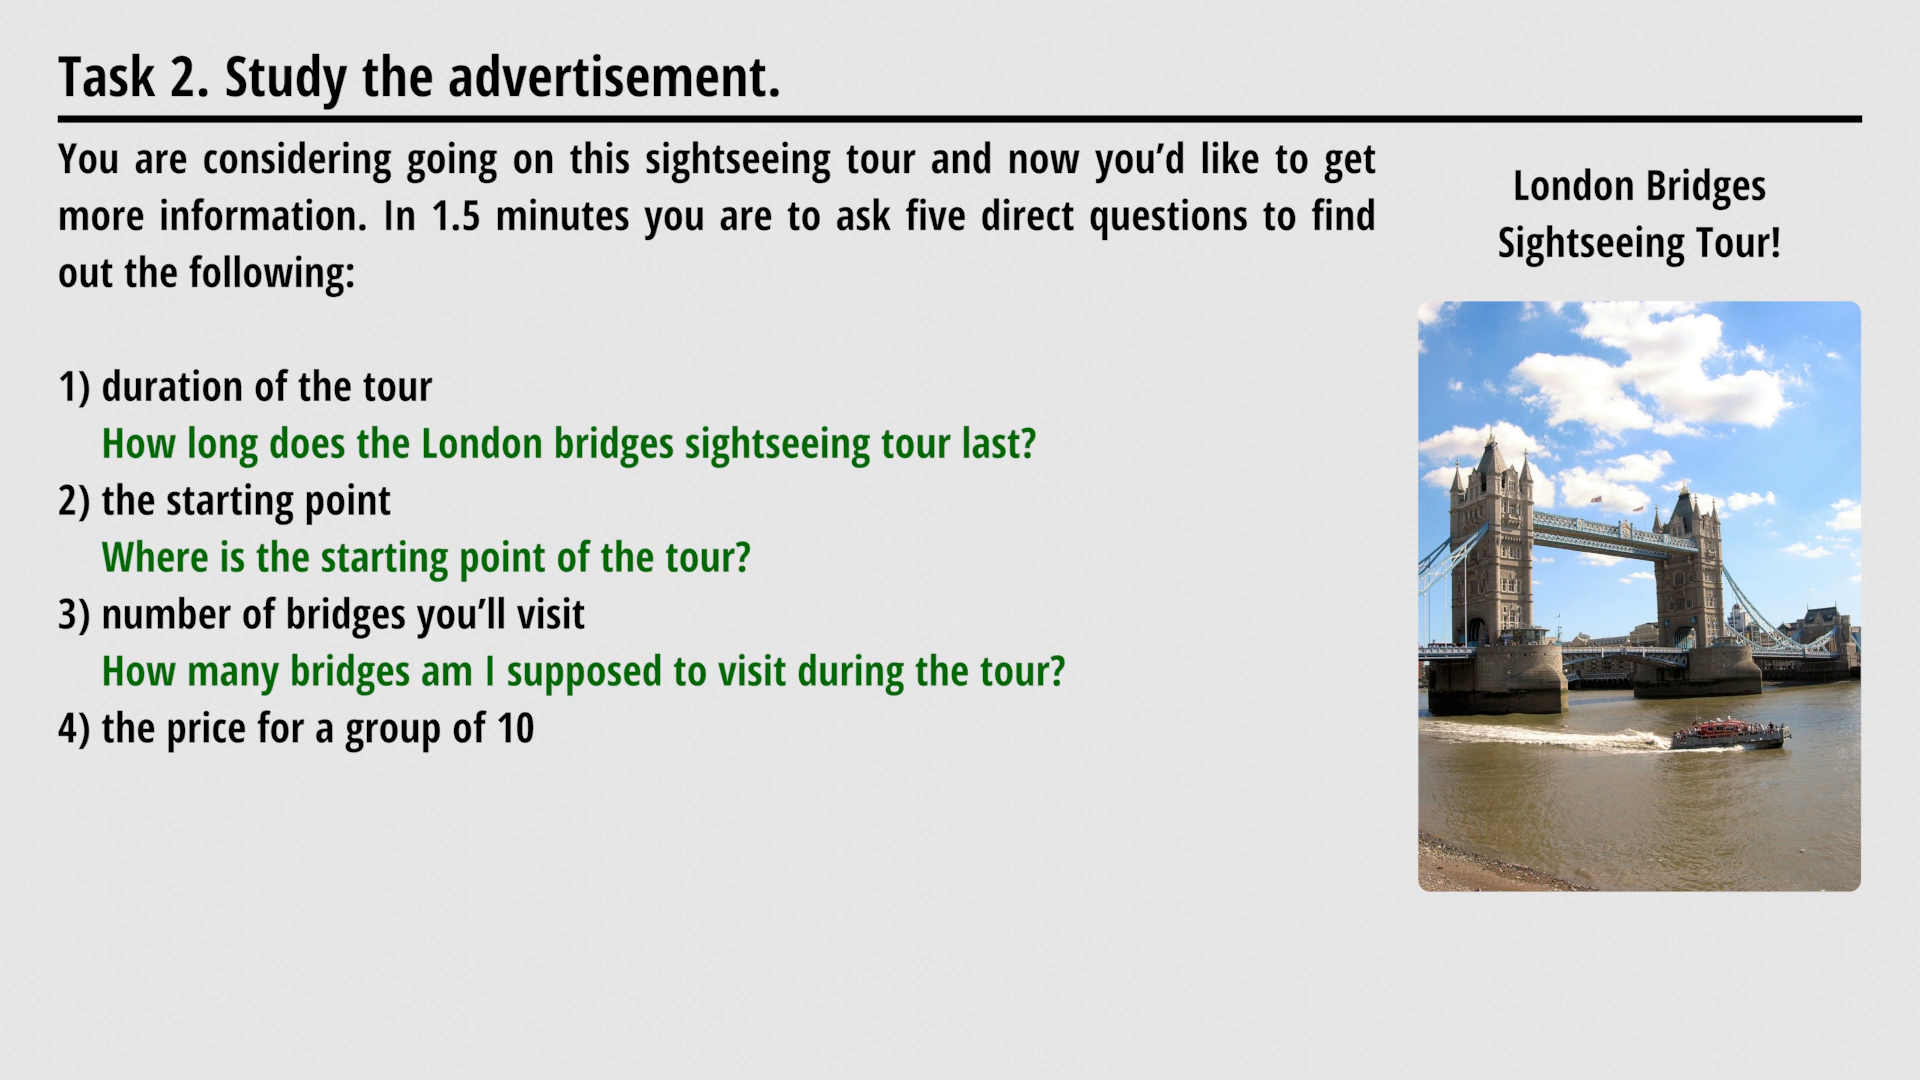 Task 2. Study the advertisement.
You are considering going on this sightseeing tour and now you’d like to get
more information. In 1.5 minutes you are to ask five direct questions to find
out the following:
1) duration of the tour
How long does the London bridges sightseeing tour last?
2) the starting point
Where is the starting point of the tour?
3) number of bridges you’ll visit
How many bridges am I supposed to visit during the tour?
4) the price for a group of 10
London Bridges
Sightseeing Tour!